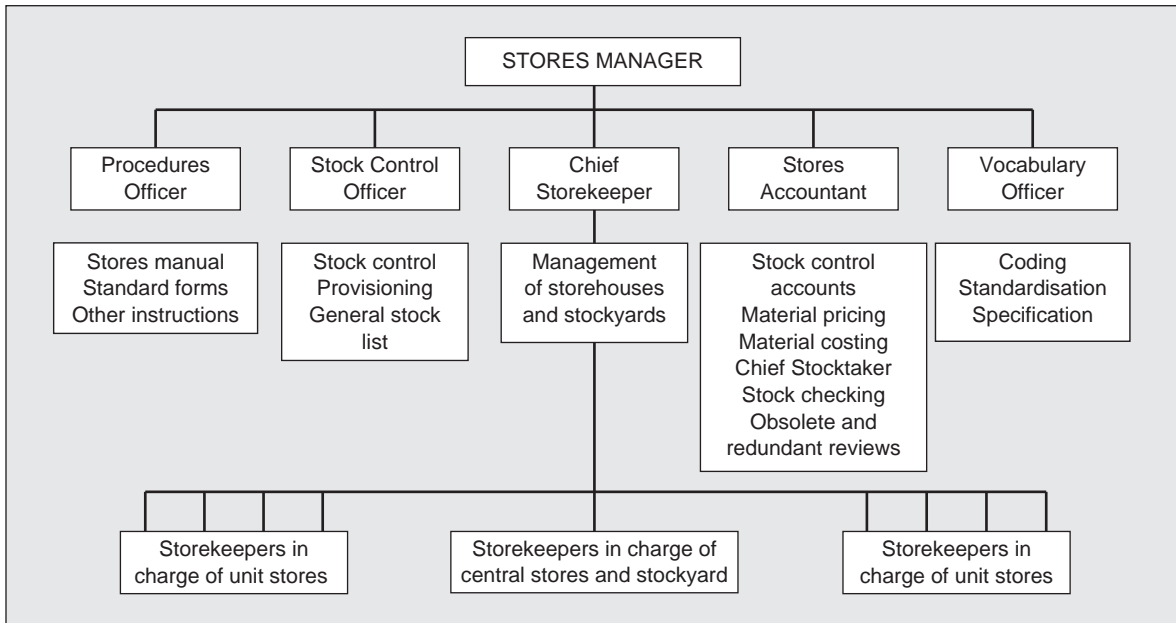 STORES MANAGER
Procedures
Officer
Stock Control
Officer
Chief
Storekeeper
Stores
Accountant
Vocabulary
Officer
Stores manual
Standard forms
Other instructions
Stock control
Provisioning
General stock
list
Management
of storehouses
and stockyards
Stock control
accounts
Material pricing
Material costing
Chief Stocktaker
Stock checking
Obsolete and
redundant reviews
Coding
Standardisation
Specification
Storekeepers in
charge of unit stores
Storekeepers in charge of
central stores and stockyard
Storekeepers in
charge of unit stores